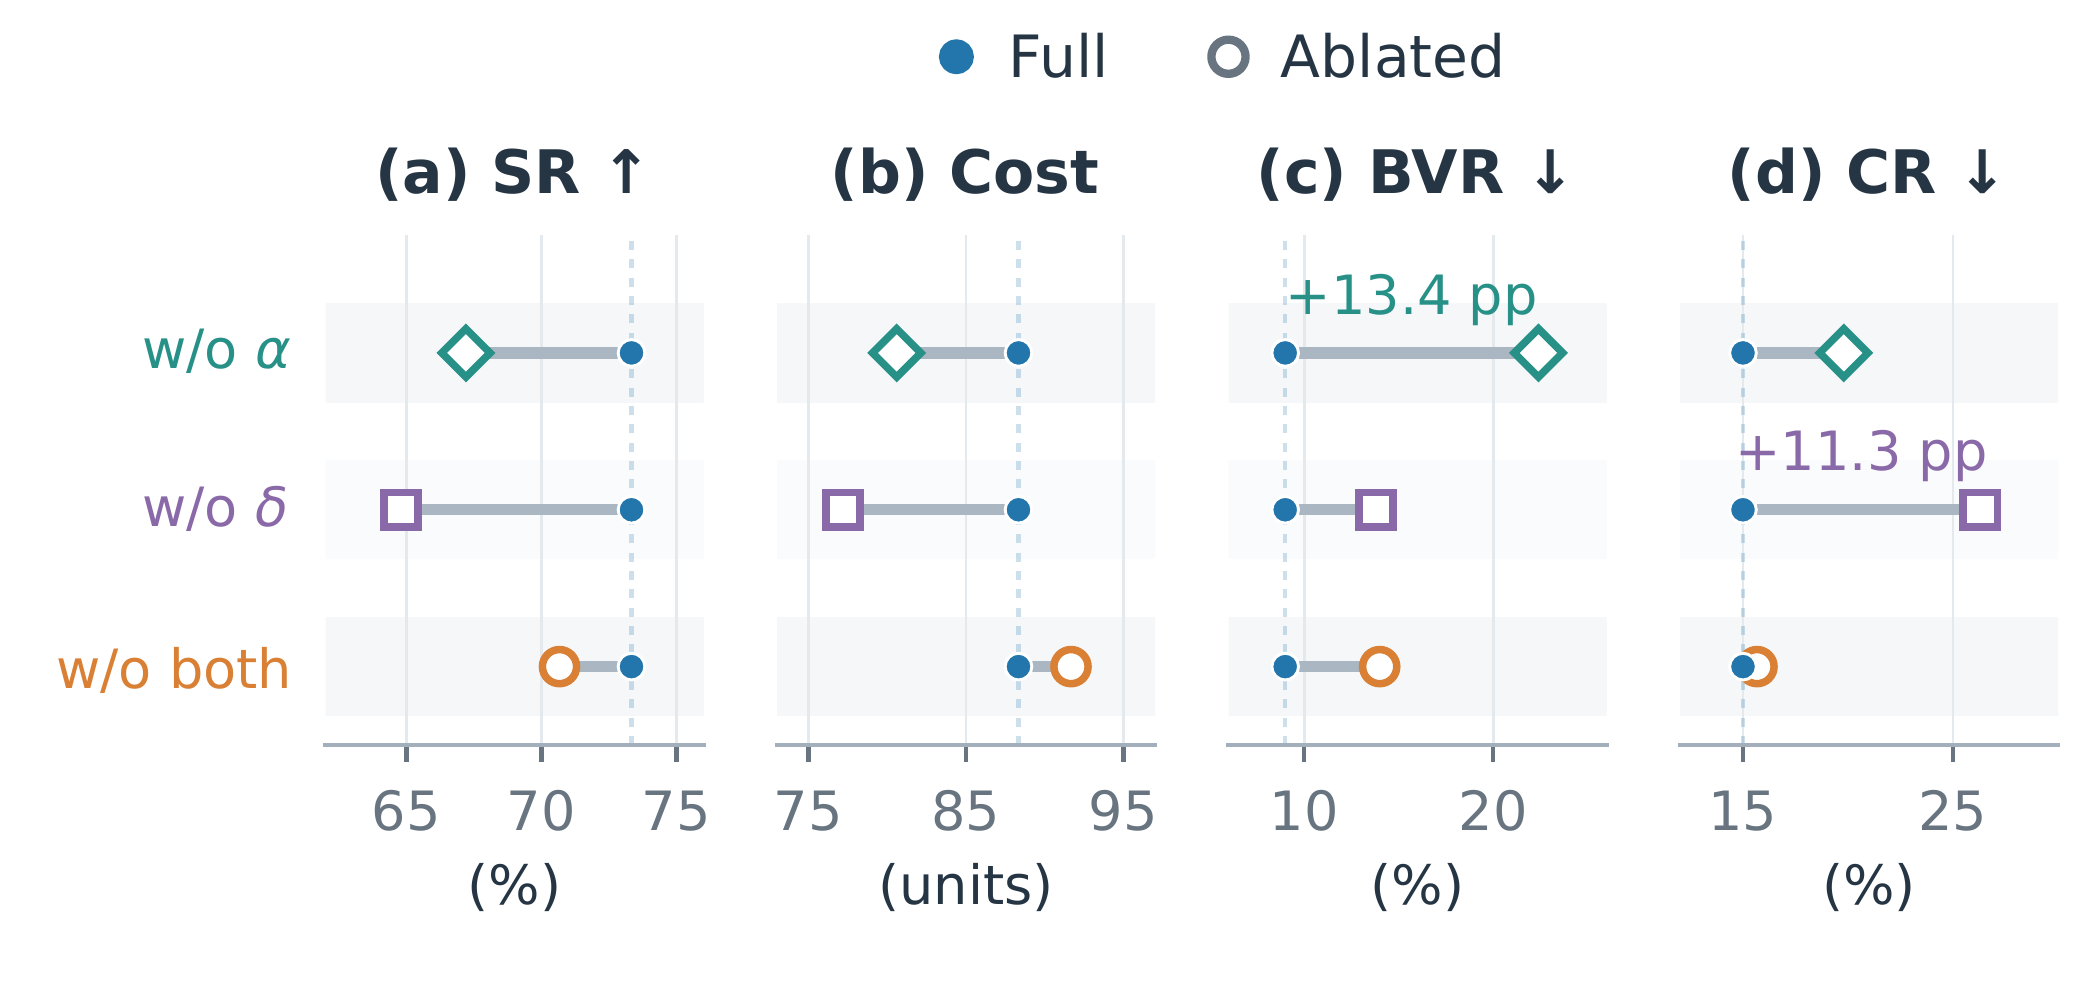 Full Ablated
(a) SR ↑ (b) Cost (c) BVR ↓ (d) CR ↓
+13.4 pp
w/o α
+11.3 pp
w/o δ
w/o both
65 70 75 75 85 95 10 20 15 25
(%) (units) (%) (%)